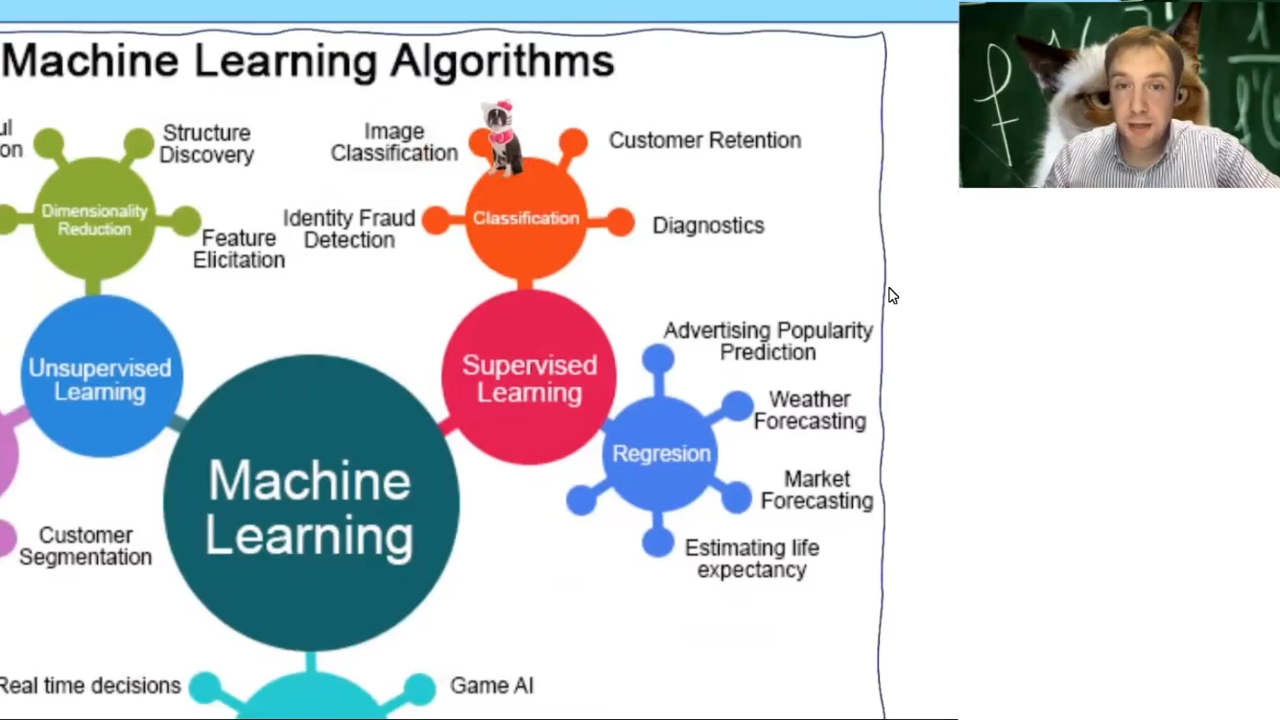 Machine Learning Algorithms
Structure
Discovery
Image
Classification
Customer Retention
Dimensionality
Reduction
Classification
Identity Fraud
Detection
Diagnostics
Feature
Elicitation
Advertising Popularity
Prediction
Unsupervised
Learning
Supervised
Learning
Weather
Forecasting
Regresion
Market
Forecasting
Machine
Learning
Customer
Segmentation
Estimating life
expectancy
Real time decisions
Game AI